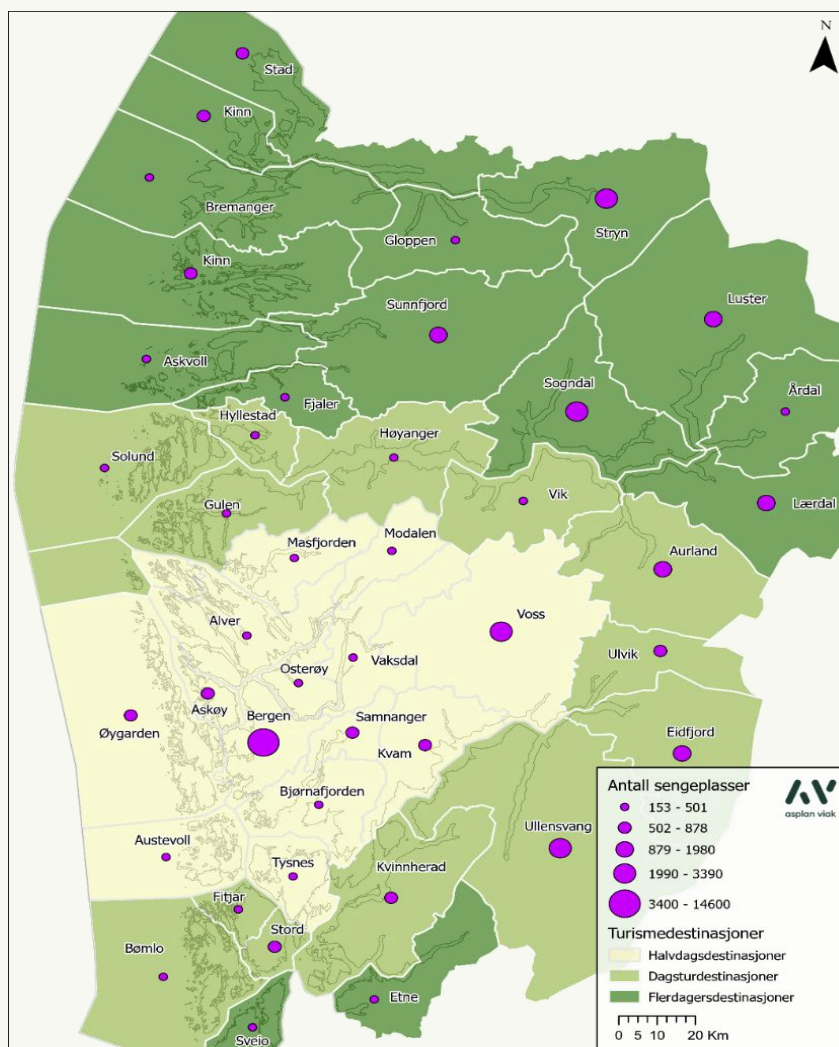 N
Stad
Kinn
Bremanger
Stryn
Gloppen
Kinn
Luster
Sunnfjord
Askvoll
Sogndal
Årdal
Fjaler
Hyllestad
Høyanger
Solund
Vik
Lærdal
Gulen
Modalen
Masfjorden
Aurland
Voss
Alver
Ulvik
Vaksdal
Osterøy
Askøy
Bergen
Samnanger
Øygarden
Eidfjord
Kvam
Bjørnafjorden
Ullensvang
Austevoll
Tysnes
Kvinnherad
Fitjar
Stord
Bømlo
Etne
Sveio
Antall sengeplasser
asplan viak
153 - 501
502 - 878
879 - 1980
1990 - 3390
3400 - 14600
Turismedestinasjoner
Halvdagsdestinasjoner
Dagsturdestinasjoner
Flerdagersdestinasjoner
0 5 10 20 Km